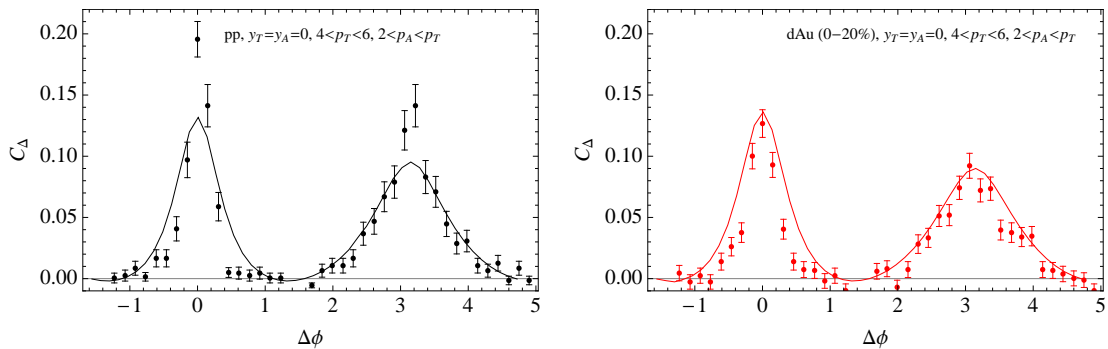 pp, y_T=y_A=0, 4<p_T<6, 2<p_A<p_T
0.20
0.15
0.10
0.05
0.00
C_Δ
−1 0 1 2 3 4 5
Δϕ
dAu (0−20%), y_T=y_A=0, 4<p_T<6, 2<p_A<p_T
0.20
0.15
0.10
0.05
0.00
C_Δ
−1 0 1 2 3 4 5
Δϕ